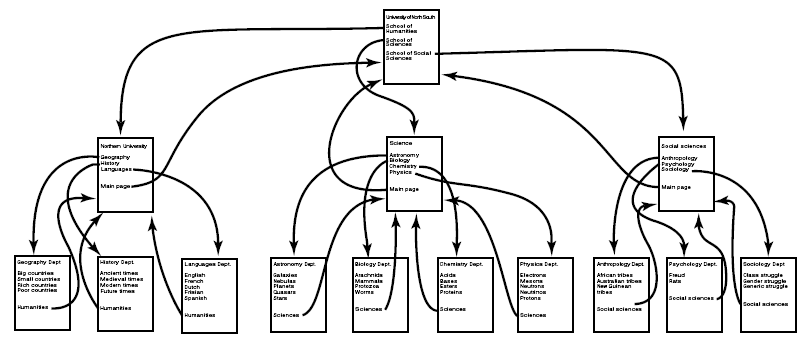 University of North South
School of
Humanities
School of
Sciences
School of Social
Sciences
Northern University
Geography
History
Languages
Main page
Science
Astronomy
Biology
Chemistry
Physics
Main page
Social sciences
Anthropology
Psychology
Sociology
Main page
Geography Dept
Big countries
Small countries
Rich countries
Poor countries
Humanities
History Dept.
Ancient times
Medieval times
Modern times
Future times
Humanities
Languages Dept.
English
French
Dutch
Frisian
Spanish
Humanities
Astronomy Dept.
Galaxies
Nebulas
Planets
Quasars
Stars
Sciences
Biology Dept.
Arachnids
Mammals
Protozoa
Worms
Sciences
Chemistry Dept.
Acids
Bases
Esters
Proteins
Sciences
Physics Dept.
Electrons
Mesons
Neutrons
Neutrinos
Protons
Sciences
Anthropology Dept.
African tribes
Australian tribes
New Guinean
tribes
Social sciences
Psychology Dept.
Freud
Rats
Social sciences
Sociology Dept.
Class struggle
Gender struggle
Generic struggle
Social sciences